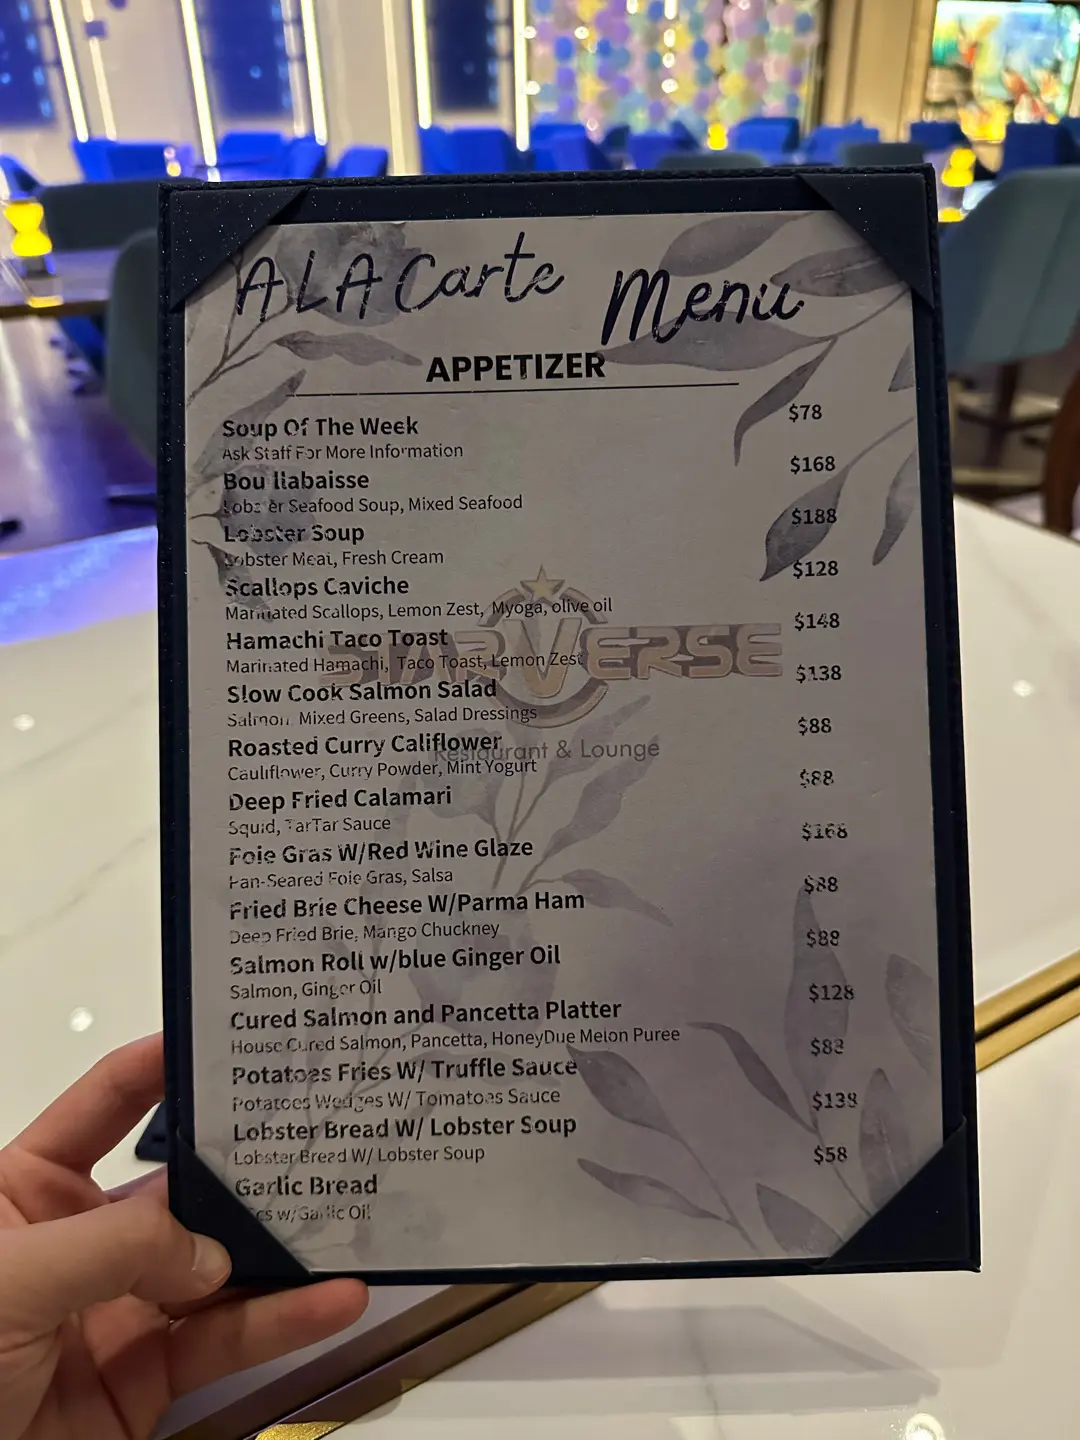 A LA Carte Menu
APPETIZER
Soup Of The Week $78
Ask Staff For More Information
Bouillabaisse $168
Lobster Seafood Soup, Mixed Seafood
Lobster Soup $188
Lobster Meat, Fresh Cream
Scallops Caviche $128
Marinated Scallops, Lemon Zest, Myoga, olive oil
Hamachi Taco Toast $148
Marinated Hamachi, Taco Toast, Lemon Zest
STARVERSE
Slow Cook Salmon Salad $138
Salmon, Mixed Greens, Salad Dressings
Roasted Curry Califlower $88
Restaurant & Lounge
Cauliflower, Curry Powder, Mint Yogurt
Deep Fried Calamari $88
Squid, TarTar Sauce
Foie Gras W/Red Wine Glaze $168
Pan-Seared Foie Gras, Salsa
Fried Brie Cheese W/Parma Ham $88
Deep Fried Brie, Mango Chuckney
Salmon Roll w/blue Ginger Oil $88
Salmon, Ginger Oil
Cured Salmon and Pancetta Platter $128
House Cured Salmon, Pancetta, HoneyDue Melon Puree
Potatoes Fries W/ Truffle Sauce $88
Potatoes Wedges W/ Tomatoes Sauce
Lobster Bread W/ Lobster Soup $138
Lobster Bread W/ Lobster Soup
Garlic Bread $58
w/Garlic Oil